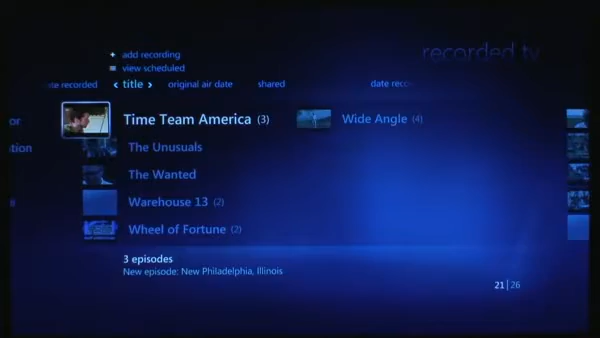 recorded tv
+ add recording
≡ view scheduled
ate recorded < title > original air date shared date reco
or
Time Team America (3)
Wide Angle (4)
ation
The Unusuals
The Wanted
Warehouse 13 (2)
Wheel of Fortune (2)
3 episodes
New episode: New Philadelphia, Illinois
21 | 26